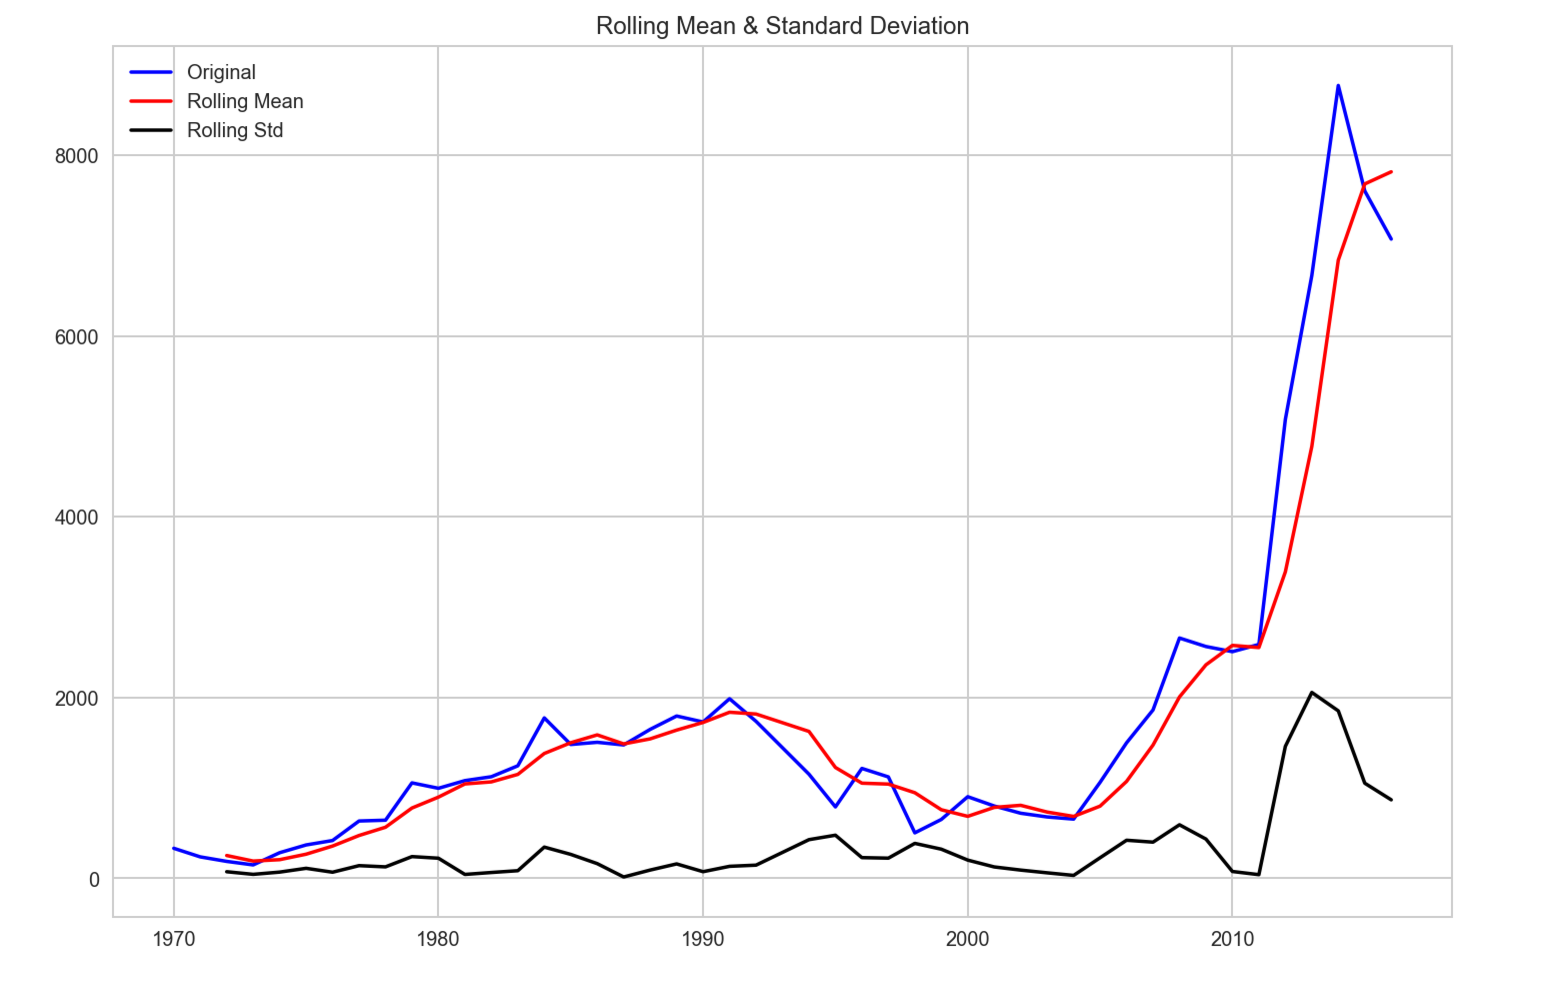 Rolling Mean & Standard Deviation
Original
Rolling Mean
Rolling Std
8000
6000
4000
2000
0
1970 1980 1990 2000 2010